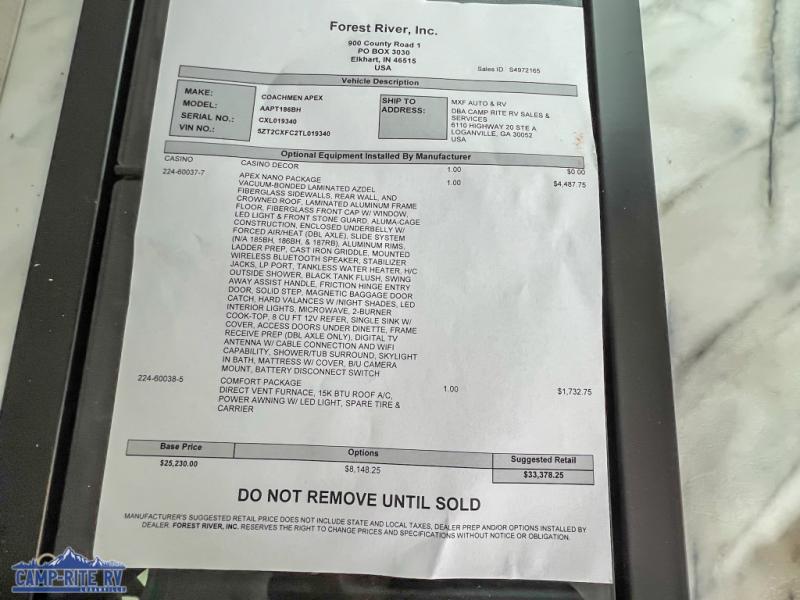 Forest River, Inc.
900 County Road 1
PO BOX 3030
Elkhart, IN 46515
USA
Sales ID S4972165
Vehicle Description
MAKE: COACHMEN APEX
MODEL: AAPT186BH
SERIAL NO.: CXL019340
VIN NO.: 5ZT2CXFC2TL019340
SHIP TO
ADDRESS:
MXF AUTO & RV
DBA CAMP RITE RV SALES &
SERVICES
6110 HIGHWAY 20 STE A
LOGANVILLE, GA 30052
USA
Optional Equipment Installed By Manufacturer
CASINO CASINO DECOR 1.00 $0.00
224-60037-7 APEX NANO PACKAGE 1.00 $4,487.75
VACUUM-BONDED LAMINATED AZDEL
FIBERGLASS SIDEWALLS, REAR WALL, AND
CROWNED ROOF, LAMINATED ALUMINUM FRAME
FLOOR, FIBERGLASS FRONT CAP W/ WINDOW,
LED LIGHT & FRONT STONE GUARD, ALUMA-CAGE
CONSTRUCTION, ENCLOSED UNDERBELLY W/
FORCED AIR/HEAT (DBL AXLE), SLIDE SYSTEM
(N/A 185BH, 186BH, & 187RB), ALUMINUM RIMS,
LADDER PREP, CAST IRON GRIDDLE, MOUNTED
WIRELESS BLUETOOTH SPEAKER, STABILIZER
JACKS, LP PORT, TANKLESS WATER HEATER, H/C
OUTSIDE SHOWER, BLACK TANK FLUSH, SWING
AWAY ASSIST HANDLE, FRICTION HINGE ENTRY
DOOR, SOLID STEP, MAGNETIC BAGGAGE DOOR
CATCH, HARD VALANCES W /NIGHT SHADES, LED
INTERIOR LIGHTS, MICROWAVE, 2-BURNER
COOK-TOP, 8 CU FT 12V REFER, SINGLE SINK W/
COVER, ACCESS DOORS UNDER DINETTE, FRAME
RECEIVE PREP (DBL AXLE ONLY), DIGITAL TV
ANTENNA W/ CABLE CONNECTION AND WIFI
CAPABILITY, SHOWER/TUB SURROUND, SKYLIGHT
IN BATH, MATTRESS W/ COVER, B/U CAMERA
MOUNT, BATTERY DISCONNECT SWITCH
224-60038-5 COMFORT PACKAGE 1.00 $1,732.75
DIRECT VENT FURNACE, 15K BTU ROOF A/C,
POWER AWNING W/ LED LIGHT, SPARE TIRE &
CARRIER
Base Price Options Suggested Retail
$25,230.00 $8,148.25 $33,378.25
DO NOT REMOVE UNTIL SOLD
MANUFACTURER'S SUGGESTED RETAIL PRICE DOES NOT INCLUDE STATE AND LOCAL TAXES, DEALER PREP AND/OR OPTIONS INSTALLED BY
DEALER. FOREST RIVER, INC. RESERVES THE RIGHT TO CHANGE PRICES AND SPECIFICATIONS WITHOUT NOTICE OR OBLIGATION.
CAMP-RITE RV
LOGANVILLE